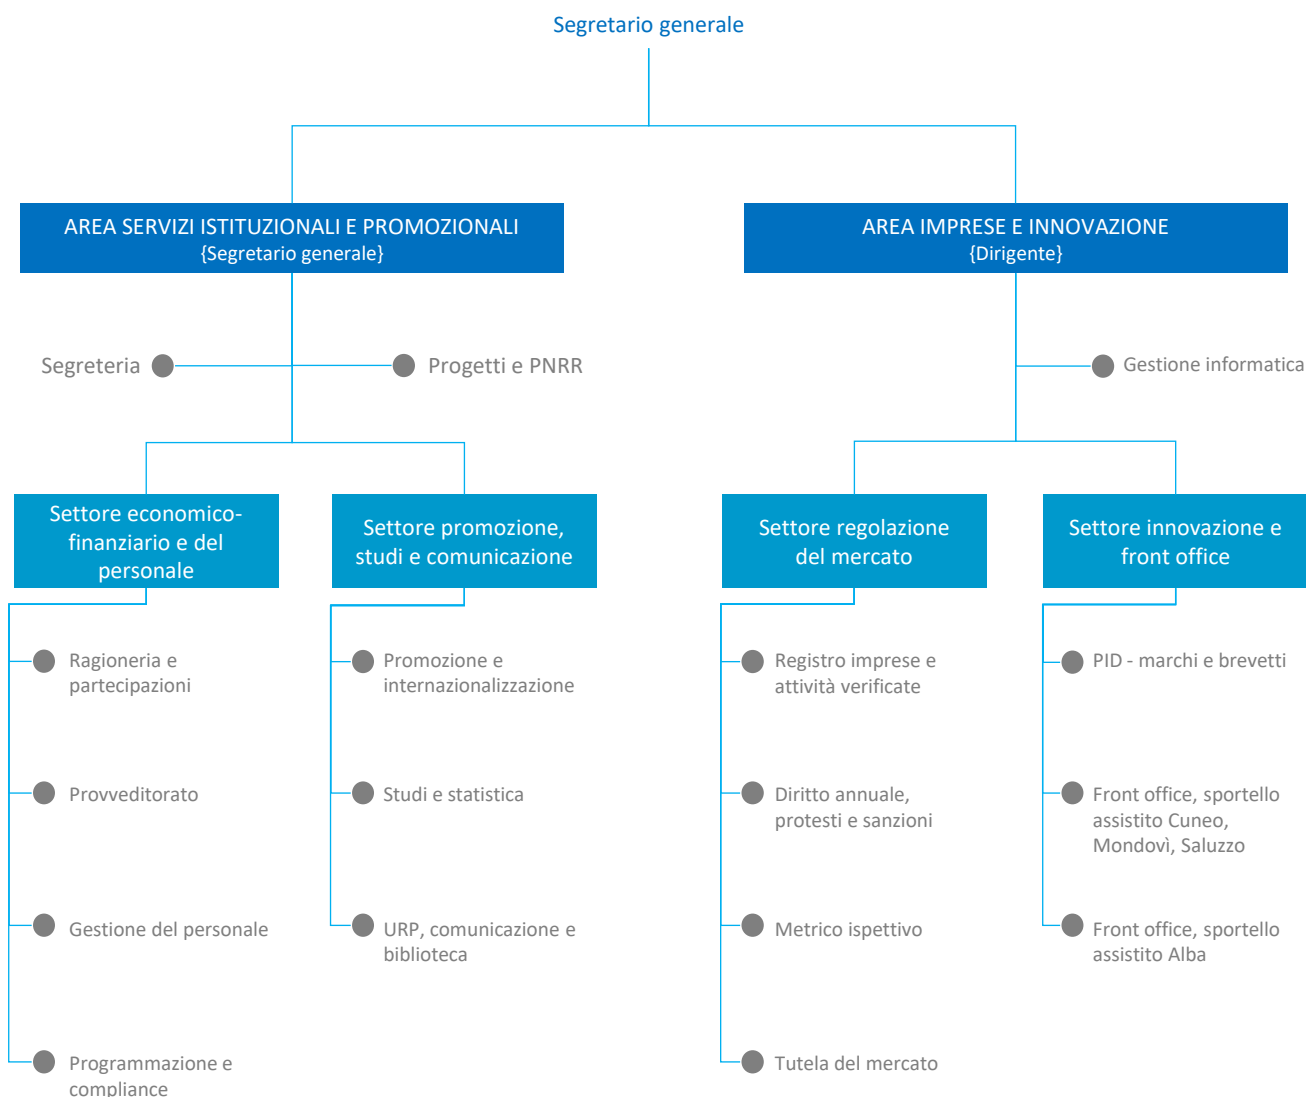 Segretario generale
AREA SERVIZI ISTITUZIONALI E PROMOZIONALI
{Segretario generale}
AREA IMPRESE E INNOVAZIONE
{Dirigente}
Segreteria
Progetti e PNRR
Gestione informatica
Settore economico-
finanziario e del
personale
Settore promozione,
studi e comunicazione
Settore regolazione
del mercato
Settore innovazione e
front office
Ragioneria e
partecipazioni
Provveditorato
Gestione del personale
Programmazione e
compliance
Promozione e
internazionalizzazione
Studi e statistica
URP, comunicazione e
biblioteca
Registro imprese e
attività verificate
Diritto annuale,
protesti e sanzioni
Metrico ispettivo
Tutela del mercato
PID - marchi e brevetti
Front office, sportello
assistito Cuneo,
Mondovì, Saluzzo
Front office, sportello
assistito Alba